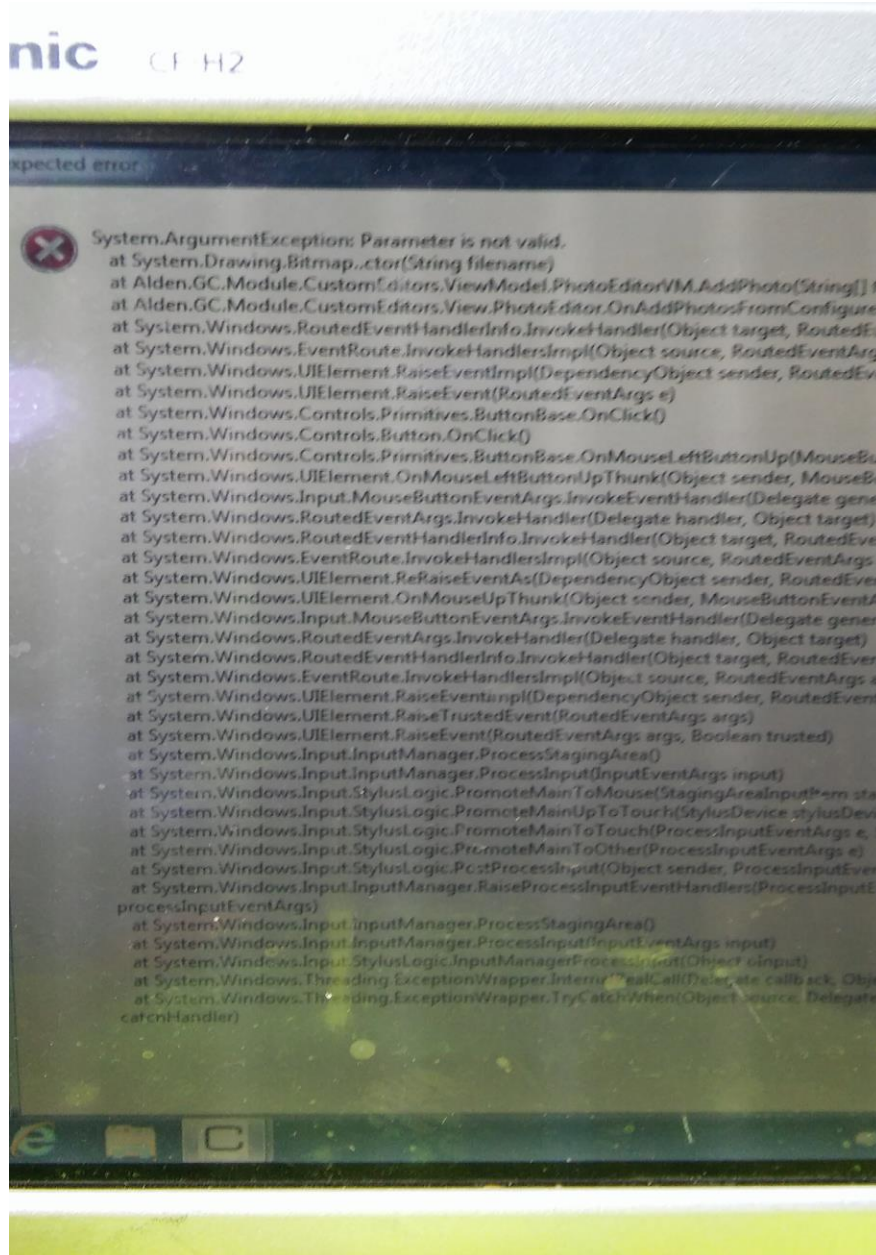 nic CF-H2
xpected error
System.ArgumentException: Parameter is not valid.
at System.Drawing.Bitmap..ctor(String filename)
at Alden.GC.Module.CustomEditors.ViewModel.PhotoEditorVM.AddPhoto(String[] f
at Alden.GC.Module.CustomEditors.View.PhotoEditor.OnAddPhotosFromConfigure
at System.Windows.RoutedEventHandlerInfo.InvokeHandler(Object target, RoutedE
at System.Windows.EventRoute.InvokeHandlersImpl(Object source, RoutedEventArg
at System.Windows.UIElement.RaiseEventImpl(DependencyObject sender, RoutedEv
at System.Windows.UIElement.RaiseEvent(RoutedEventArgs e)
at System.Windows.Controls.Primitives.ButtonBase.OnClick()
at System.Windows.Controls.Button.OnClick()
at System.Windows.Controls.Primitives.ButtonBase.OnMouseLeftButtonUp(MouseBu
at System.Windows.UIElement.OnMouseLeftButtonUpThunk(Object sender, MouseB
at System.Windows.Input.MouseButtonEventArgs.InvokeEventHandler(Delegate gene
at System.Windows.RoutedEventArgs.InvokeHandler(Delegate handler, Object target)
at System.Windows.RoutedEventHandlerInfo.InvokeHandler(Object target, RoutedEve
at System.Windows.EventRoute.InvokeHandlersImpl(Object source, RoutedEventArgs
at System.Windows.UIElement.ReRaiseEventAs(DependencyObject sender, RoutedEven
at System.Windows.UIElement.OnMouseUpThunk(Object sender, MouseButtonEventA
at System.Windows.Input.MouseButtonEventArgs.InvokeEventHandler(Delegate gener
at System.Windows.RoutedEventArgs.InvokeHandler(Delegate handler, Object target)
at System.Windows.RoutedEventHandlerInfo.InvokeHandler(Object target, RoutedEven
at System.Windows.EventRoute.InvokeHandlersImpl(Object source, RoutedEventArgs a
at System.Windows.UIElement.RaiseEventImpl(DependencyObject sender, RoutedEvent
at System.Windows.UIElement.RaiseTrustedEvent(RoutedEventArgs args)
at System.Windows.UIElement.RaiseEvent(RoutedEventArgs args, Boolean trusted)
at System.Windows.Input.InputManager.ProcessStagingArea()
at System.Windows.Input.InputManager.ProcessInput(InputEventArgs input)
at System.Windows.Input.StylusLogic.PromoteMainToMouse(StagingAreaInputItem sta
at System.Windows.Input.StylusLogic.PromoteMainUpToTouch(StylusDevice stylusDevi
at System.Windows.Input.StylusLogic.PromoteMainToTouch(ProcessInputEventArgs e,
at System.Windows.Input.StylusLogic.PromoteMainToOther(ProcessInputEventArgs e)
at System.Windows.Input.StylusLogic.PostProcessInput(Object sender, ProcessInputEven
at System.Windows.Input.InputManager.RaiseProcessInputEventHandlers(ProcessInputE
processInputEventArgs)
at System.Windows.Input.InputManager.ProcessStagingArea()
at System.Windows.Input.InputManager.ProcessInput(InputEventArgs input)
at System.Windows.Input.StylusLogic.InputManagerProcessInput(Object oInput)
at System.Windows.Threading.ExceptionWrapper.InternalRealCall(Delegate callback, Obje
at System.Windows.Threading.ExceptionWrapper.TryCatchWhen(Object source, Delegate
catchHandler)